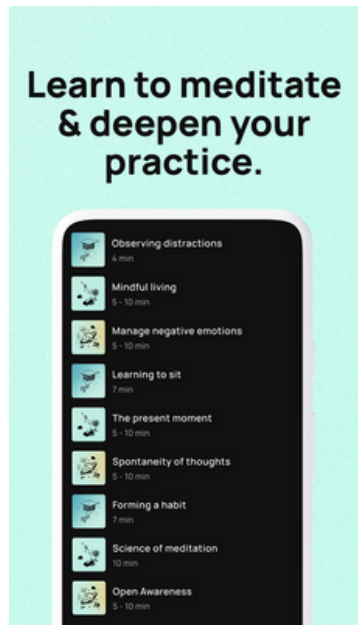 Learn to meditate
& deepen your
practice.
Observing distractions
4 min
Mindful living
5 - 10 min
Manage negative emotions
5 - 10 min
Learning to sit
7 min
The present moment
5 - 10 min
Spontaneity of thoughts
5 - 10 min
Forming a habit
7 min
Science of meditation
10 min
Open Awareness
5 - 10 min